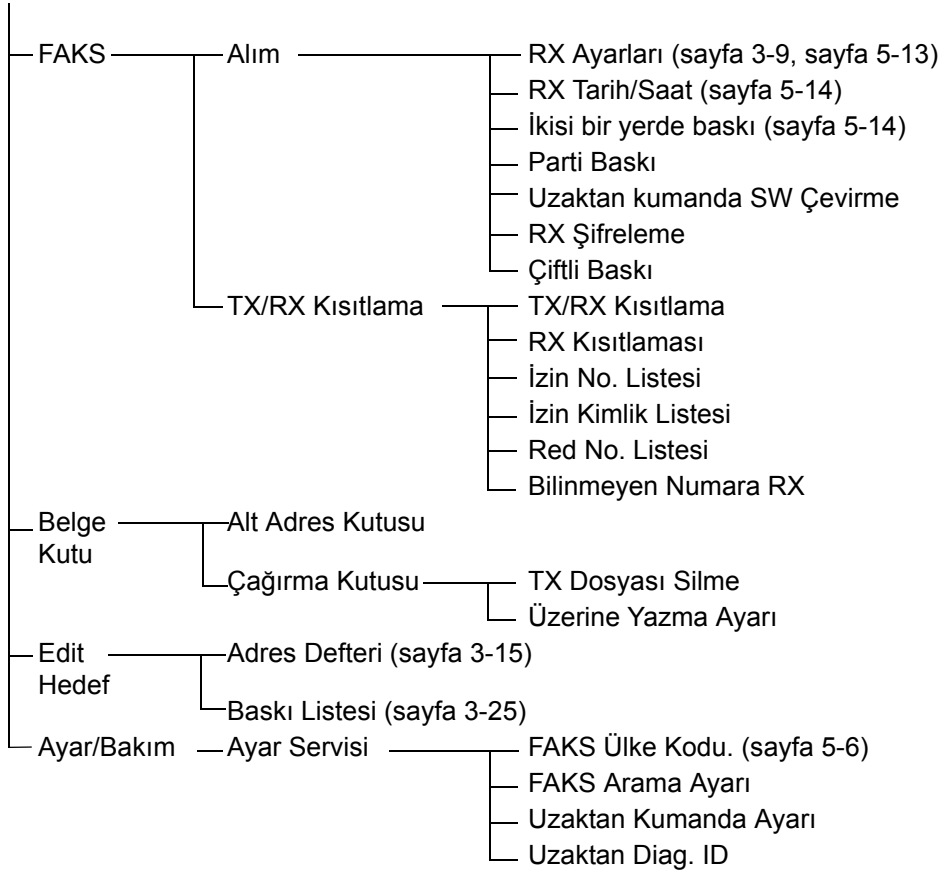 FAKS Alım RX Ayarları (sayfa 3-9, sayfa 5-13)
RX Tarih/Saat (sayfa 5-14)
İkisi bir yerde baskı (sayfa 5-14)
Parti Baskı
Uzaktan kumanda SW Çevirme
RX Şifreleme
Çiftli Baskı
TX/RX Kısıtlama TX/RX Kısıtlama
RX Kısıtlaması
İzin No. Listesi
İzin Kimlik Listesi
Red No. Listesi
Bilinmeyen Numara RX
Belge Alt Adres Kutusu
Kutu
Çağırma Kutusu TX Dosyası Silme
Üzerine Yazma Ayarı
Edit Adres Defteri (sayfa 3-15)
Hedef
Baskı Listesi (sayfa 3-25)
Ayar/Bakım Ayar Servisi FAKS Ülke Kodu. (sayfa 5-6)
FAKS Arama Ayarı
Uzaktan Kumanda Ayarı
Uzaktan Diag. ID